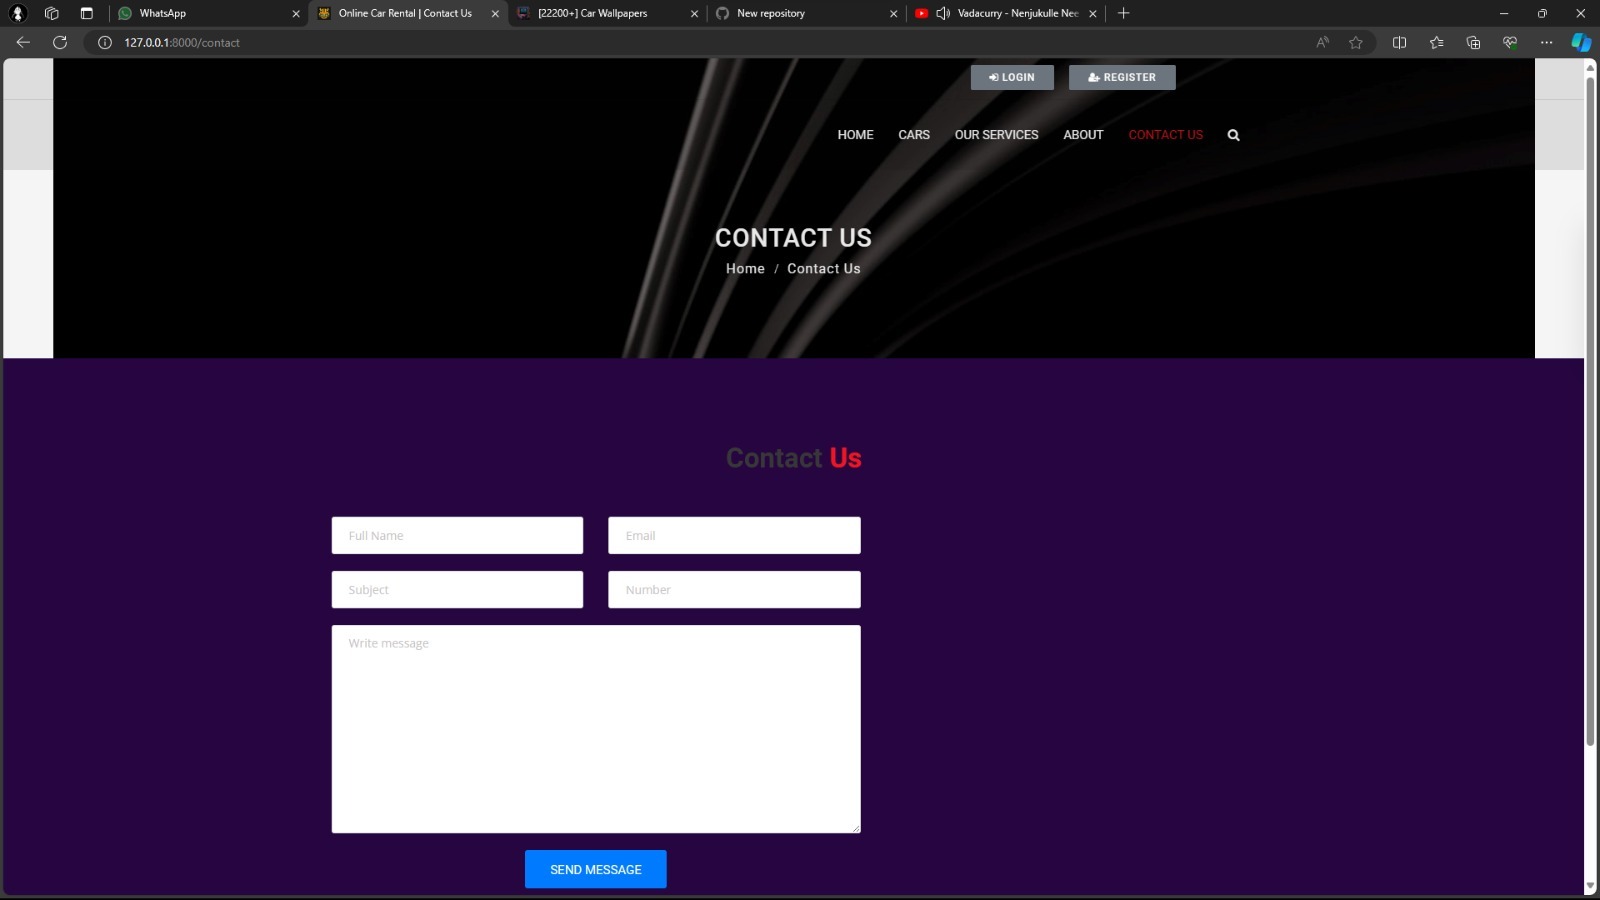 WhatsApp
Online Car Rental | Contact Us
[22200+] Car Wallpapers
New repository
Vadacurry - Nenjukulle Nee
127.0.0.1:8000/contact
LOGIN
REGISTER
HOME
CARS
OUR SERVICES
ABOUT
CONTACT US
CONTACT US
Home / Contact Us
Contact Us
Full Name
Email
Subject
Number
Write message
SEND MESSAGE